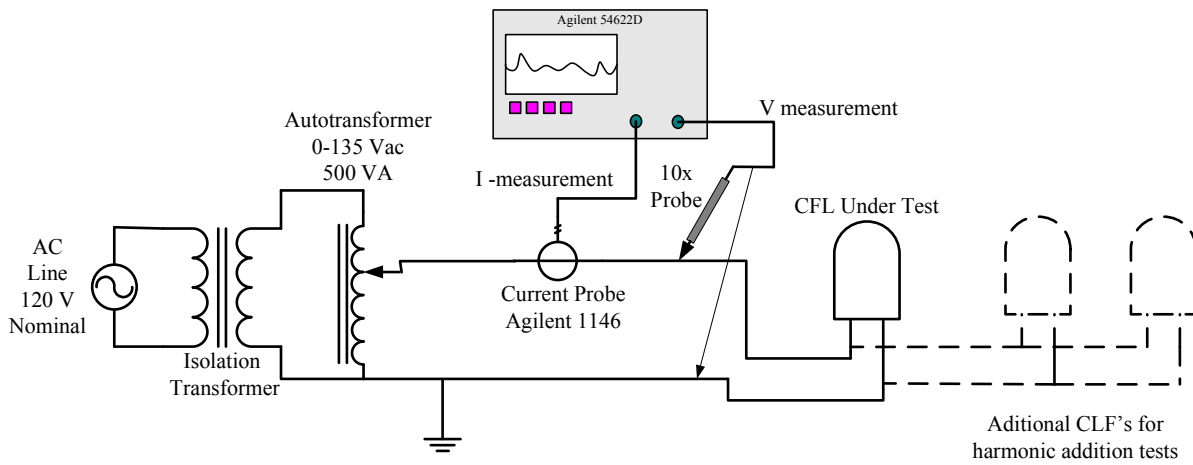 Agilent 54622D
V measurement
Autotransformer
0-135 Vac
500 VA
I -measurement
10x
Probe
CFL Under Test
AC
Line
120 V
Nominal
Current Probe
Agilent 1146
Isolation
Transformer
Aditional CLF's for
harmonic addition tests